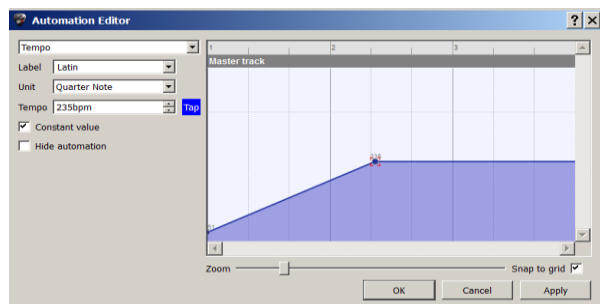 Automation Editor
Tempo
Label Latin
Unit Quarter Note
Tempo 235bpm Tap
Constant value
Hide automation
1 2 3
Master track
Zoom Snap to grid
OK Cancel Apply